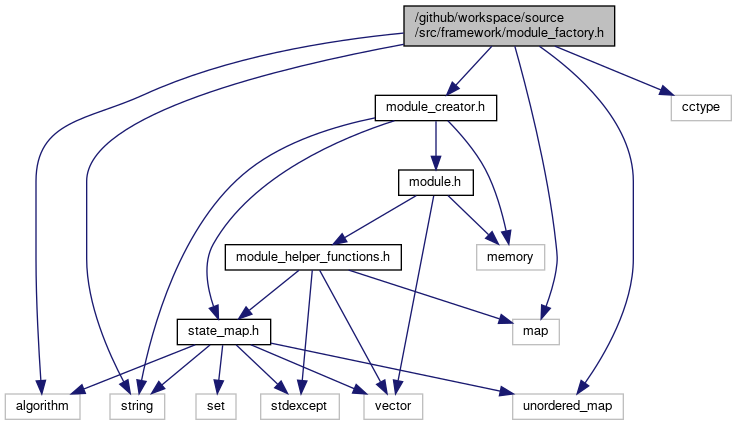 /github/workspace/source
/src/framework/module_factory.h
module_creator.h
cctype
module.h
module_helper_functions.h
memory
state_map.h
map
algorithm
string
set
stdexcept
vector
unordered_map